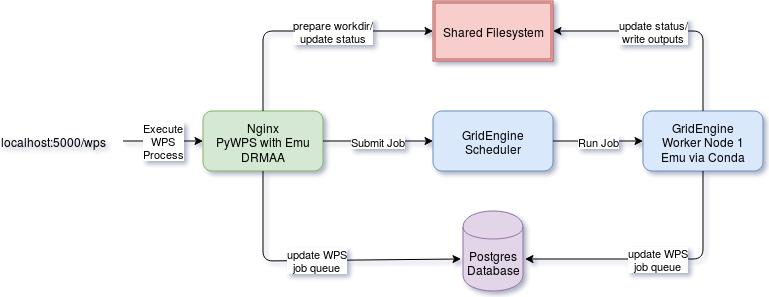 prepare workdir/
update status
Shared Filesystem
update status/
write outputs
localhost:5000/wps
Execute
WPS
Process
Nginx
PyWPS with Emu
DRMAA
Submit Job
GridEngine
Scheduler
Run Job
GridEngine
Worker Node 1
Emu via Conda
update WPS
job queue
Postgres
Database
update WPS
job queue